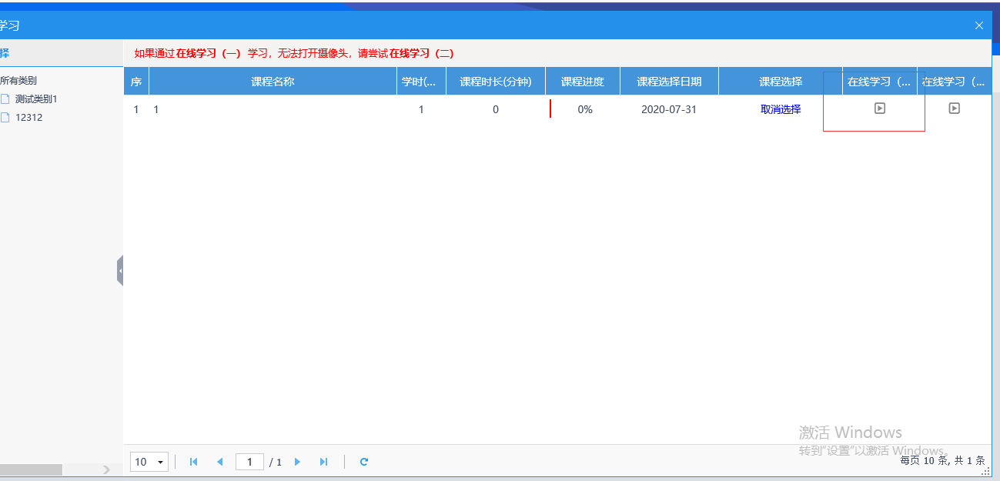 学习
择
如果通过在线学习（一）学习，无法打开摄像头，请尝试在线学习（二）
所有类别
测试类别1
12312
序 课程名称 学时(... 课程时长(分钟) 课程进度 课程选择日期 课程选择 在线学习（... 在线学习（...
1 1 1 0 0% 2020-07-31 取消选择
激活 Windows
转到"设置"以激活 Windows。
10 1 / 1 每页 10 条, 共 1 条